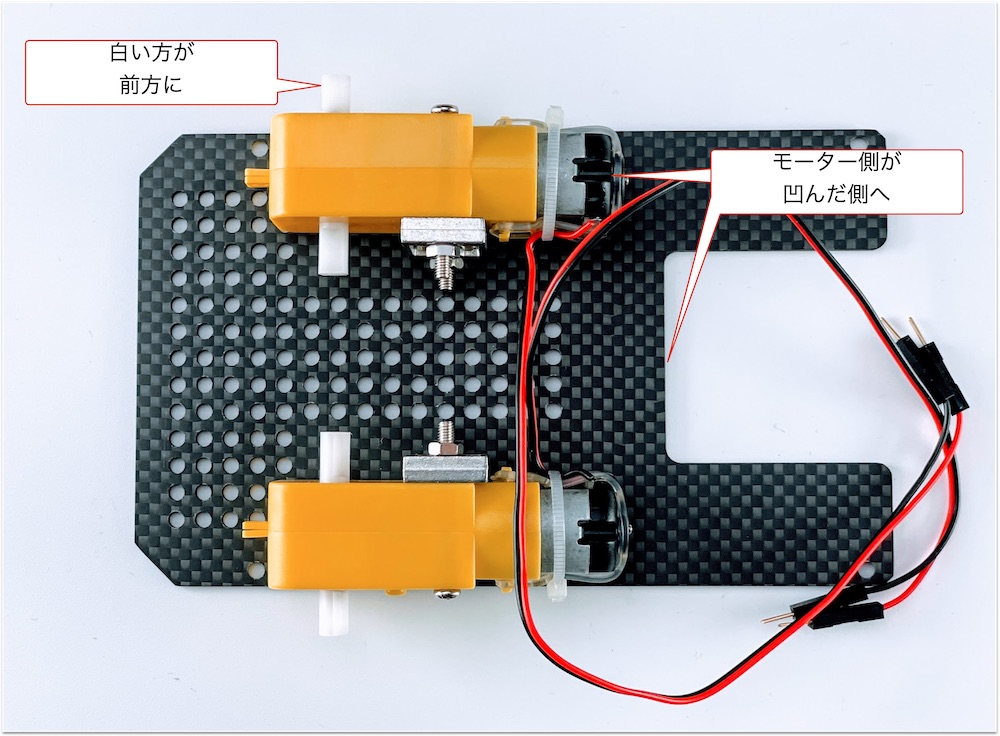 白い方が
前方に
モーター側が
凹んだ側へ